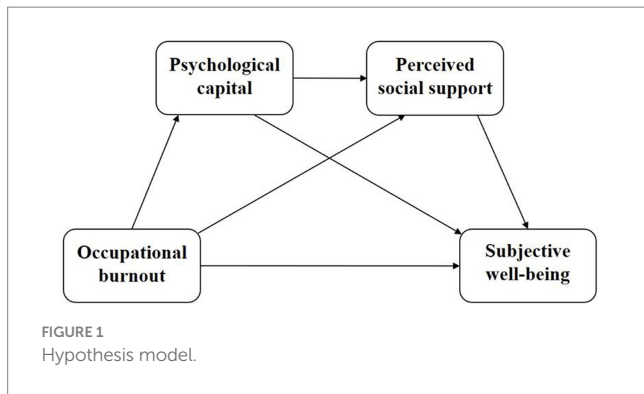 Psychological
capital
Perceived
social support
Occupational
burnout
Subjective
well-being
FIGURE 1
Hypothesis model.